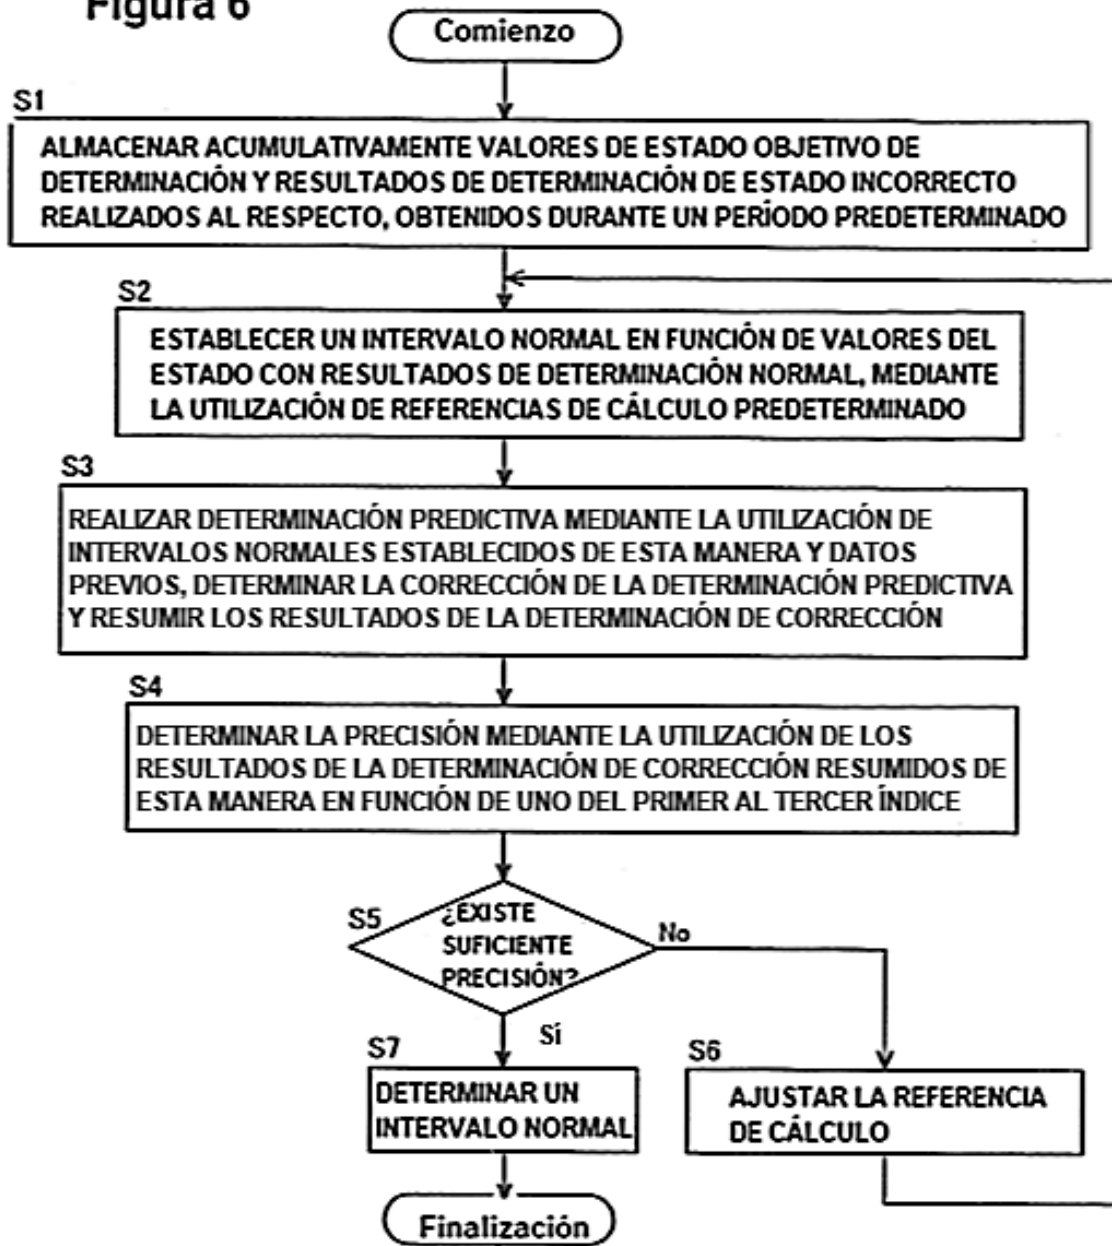 Figura 6
Comienzo
S1
ALMACENAR ACUMULATIVAMENTE VALORES DE ESTADO OBJETIVO DE
DETERMINACIÓN Y RESULTADOS DE DETERMINACIÓN DE ESTADO INCORRECTO
REALIZADOS AL RESPECTO, OBTENIDOS DURANTE UN PERÍODO PREDETERMINADO
S2
ESTABLECER UN INTERVALO NORMAL EN FUNCIÓN DE VALORES DEL
ESTADO CON RESULTADOS DE DETERMINACIÓN NORMAL, MEDIANTE
LA UTILIZACIÓN DE REFERENCIAS DE CÁLCULO PREDETERMINADO
S3
REALIZAR DETERMINACIÓN PREDICTIVA MEDIANTE LA UTILIZACIÓN DE
INTERVALOS NORMALES ESTABLECIDOS DE ESTA MANERA Y DATOS
PREVIOS, DETERMINAR LA CORRECCIÓN DE LA DETERMINACIÓN PREDICTIVA
Y RESUMIR LOS RESULTADOS DE LA DETERMINACIÓN DE CORRECCIÓN
S4
DETERMINAR LA PRECISIÓN MEDIANTE LA UTILIZACIÓN DE LOS
RESULTADOS DE LA DETERMINACIÓN DE CORRECCIÓN RESUMIDOS DE
ESTA MANERA EN FUNCIÓN DE UNO DEL PRIMER AL TERCER ÍNDICE
S5
¿EXISTE
SUFICIENTE
PRECISIÓN?
No
Sí
S7
DETERMINAR UN
INTERVALO NORMAL
S6
AJUSTAR LA REFERENCIA
DE CÁLCULO
Finalización